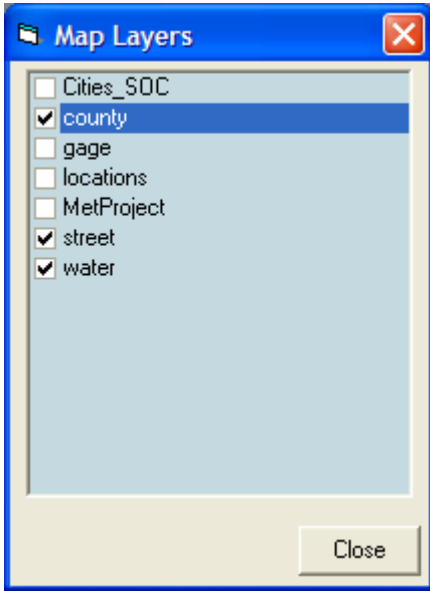 Map Layers
Cities_SOC
county
gage
locations
MetProject
street
water
Close